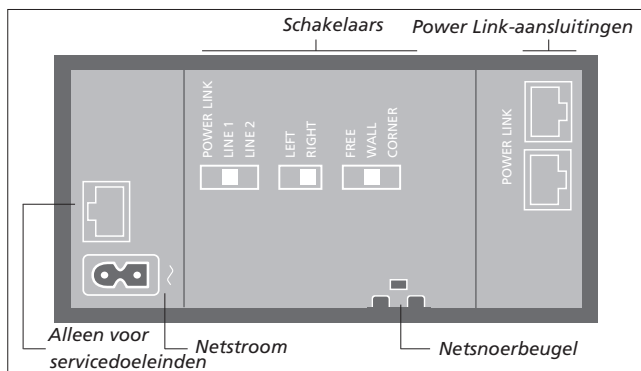 Schakelaars
Power Link-aansluitingen
POWER LINK
LINE 1
LINE 2
LEFT
RIGHT
FREE
WALL
CORNER
POWER LINK
~
Alleen voor
servicedoeleinden
Netstroom
Netsnoerbeugel